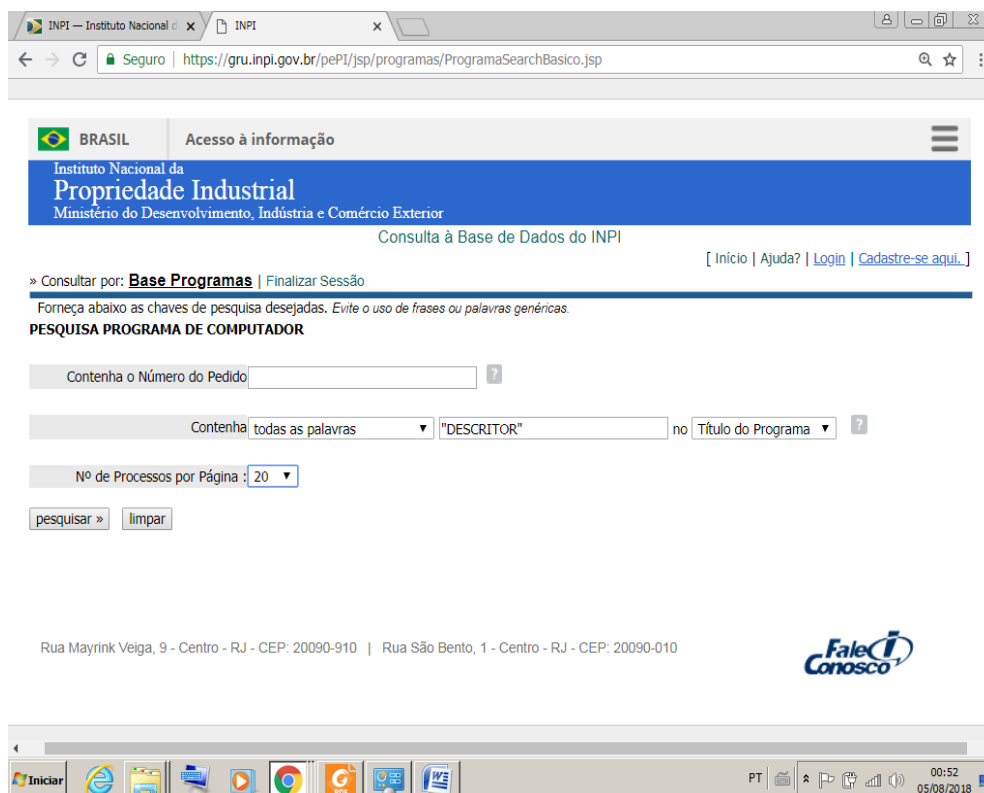 INPI — Instituto Nacional d
INPI
Seguro | https://gru.inpi.gov.br/pePI/jsp/programas/ProgramaSearchBasico.jsp
BRASIL Acesso à informação
Instituto Nacional da
Propriedade Industrial
Ministério do Desenvolvimento, Indústria e Comércio Exterior
Consulta à Base de Dados do INPI
[ Início | Ajuda? | Login | Cadastre-se aqui. ]
» Consultar por: Base Programas | Finalizar Sessão
Forneça abaixo as chaves de pesquisa desejadas. Evite o uso de frases ou palavras genéricas.
PESQUISA PROGRAMA DE COMPUTADOR
Contenha o Número do Pedido ?
Contenha todas as palavras "DESCRITOR" no Título do Programa ?
Nº de Processos por Página : 20
pesquisar » limpar
Rua Mayrink Veiga, 9 - Centro - RJ - CEP: 20090-910 | Rua São Bento, 1 - Centro - RJ - CEP: 20090-010
Fale
Conosco
Iniciar PT 00:52
05/08/2018